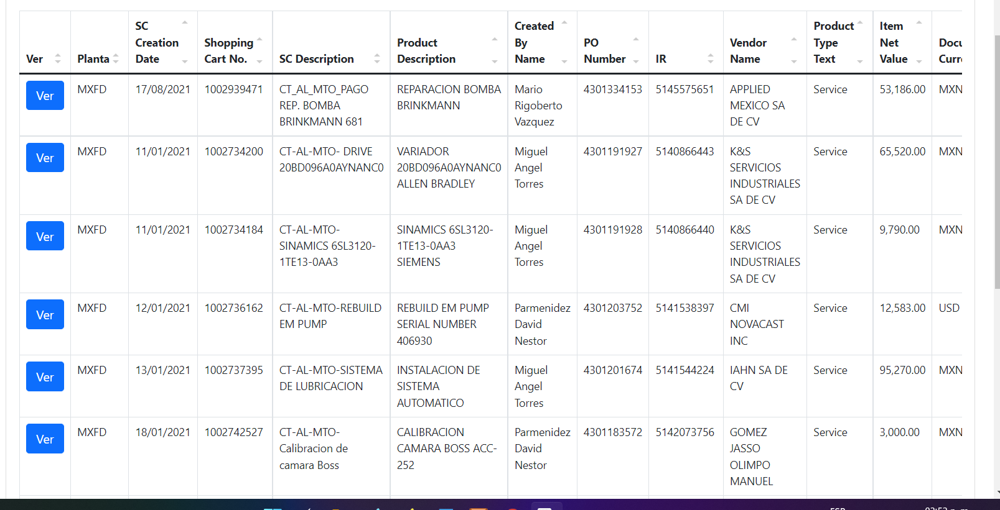 Ver
Planta
SC
Creation
Date
Shopping
Cart No.
SC Description
Product
Description
Created
By
Name
PO
Number
IR
Vendor
Name
Product
Type
Text
Item
Net
Value
Ver
MXFD
17/08/2021
1002939471
CT_AL_MTO_PAGO
REP. BOMBA
BRINKMANN 681
REPARACION BOMBA
BRINKMANN
Mario
Rigoberto
Vazquez
4301334153
5145575651
APPLIED
MEXICO SA
DE CV
Service
53,186.00
MXN
Ver
MXFD
11/01/2021
1002734200
CT-AL-MTO- DRIVE
20BD096A0AYNANC0
VARIADOR
20BD096A0AYNANC0
ALLEN BRADLEY
Miguel
Angel
Torres
4301191927
5140866443
K&S
SERVICIOS
INDUSTRIALES
SA DE CV
Service
65,520.00
MXN
Ver
MXFD
11/01/2021
1002734184
CT-AL-MTO-
SINAMICS 6SL3120-
1TE13-0AA3
SINAMICS 6SL3120-
1TE13-0AA3
SIEMENS
Miguel
Angel
Torres
4301191928
5140866440
K&S
SERVICIOS
INDUSTRIALES
SA DE CV
Service
9,790.00
MXN
Ver
MXFD
12/01/2021
1002736162
CT-AL-MTO-REBUILD
EM PUMP
REBUILD EM PUMP
SERIAL NUMBER
406930
Parmenidez
David
Nestor
4301203752
5141538397
CMI
NOVACAST
INC
Service
12,583.00
USD
Ver
MXFD
13/01/2021
1002737395
CT-AL-MTO-SISTEMA
DE LUBRICACION
INSTALACION DE
SISTEMA
AUTOMATICO
Miguel
Angel
Torres
4301201674
5141544224
IAHN SA DE
CV
Service
95,270.00
MXN
Ver
MXFD
18/01/2021
1002742527
CT-AL-MTO-
Calibracion de
camara Boss
CALIBRACION
CAMARA BOSS ACC-
252
Parmenidez
David
Nestor
4301183572
5142073756
GOMEZ
JASSO
OLIMPO
MANUEL
Service
3,000.00
MXN